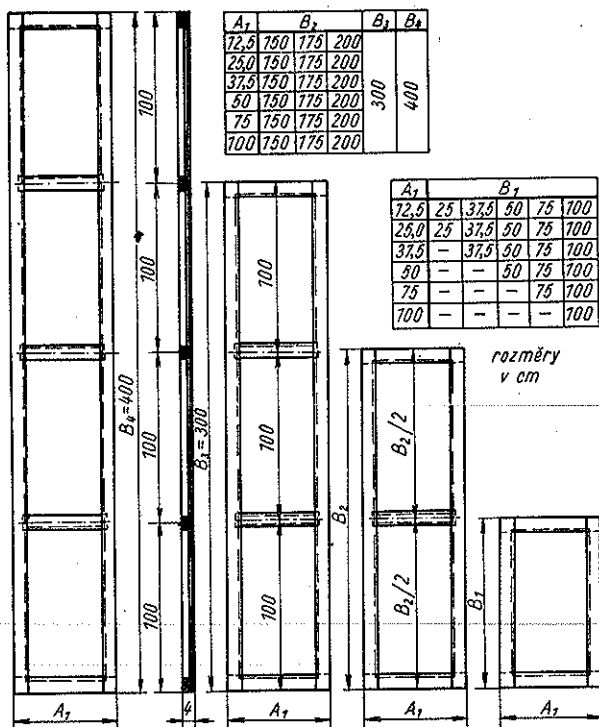 A₁ B₂ B₃ B₄
12,5 150 175 200 300 400
25,0 150 175 200
37,5 150 175 200
50 150 175 200
75 150 175 200
100 150 175 200
A₁ B₁
12,5 25 37,5 50 75 100
25,0 25 37,5 50 75 100
37,5 – 37,5 50 75 100
50 – – 50 75 100
75 – – – 75 100
100 – – – – 100
rozměry
v cm
B₄=400
100
100
100
100
B₃=300
100
100
100
B₂
B₂/2
B₂/2
B₁
A₁
4
A₁
A₁
A₁